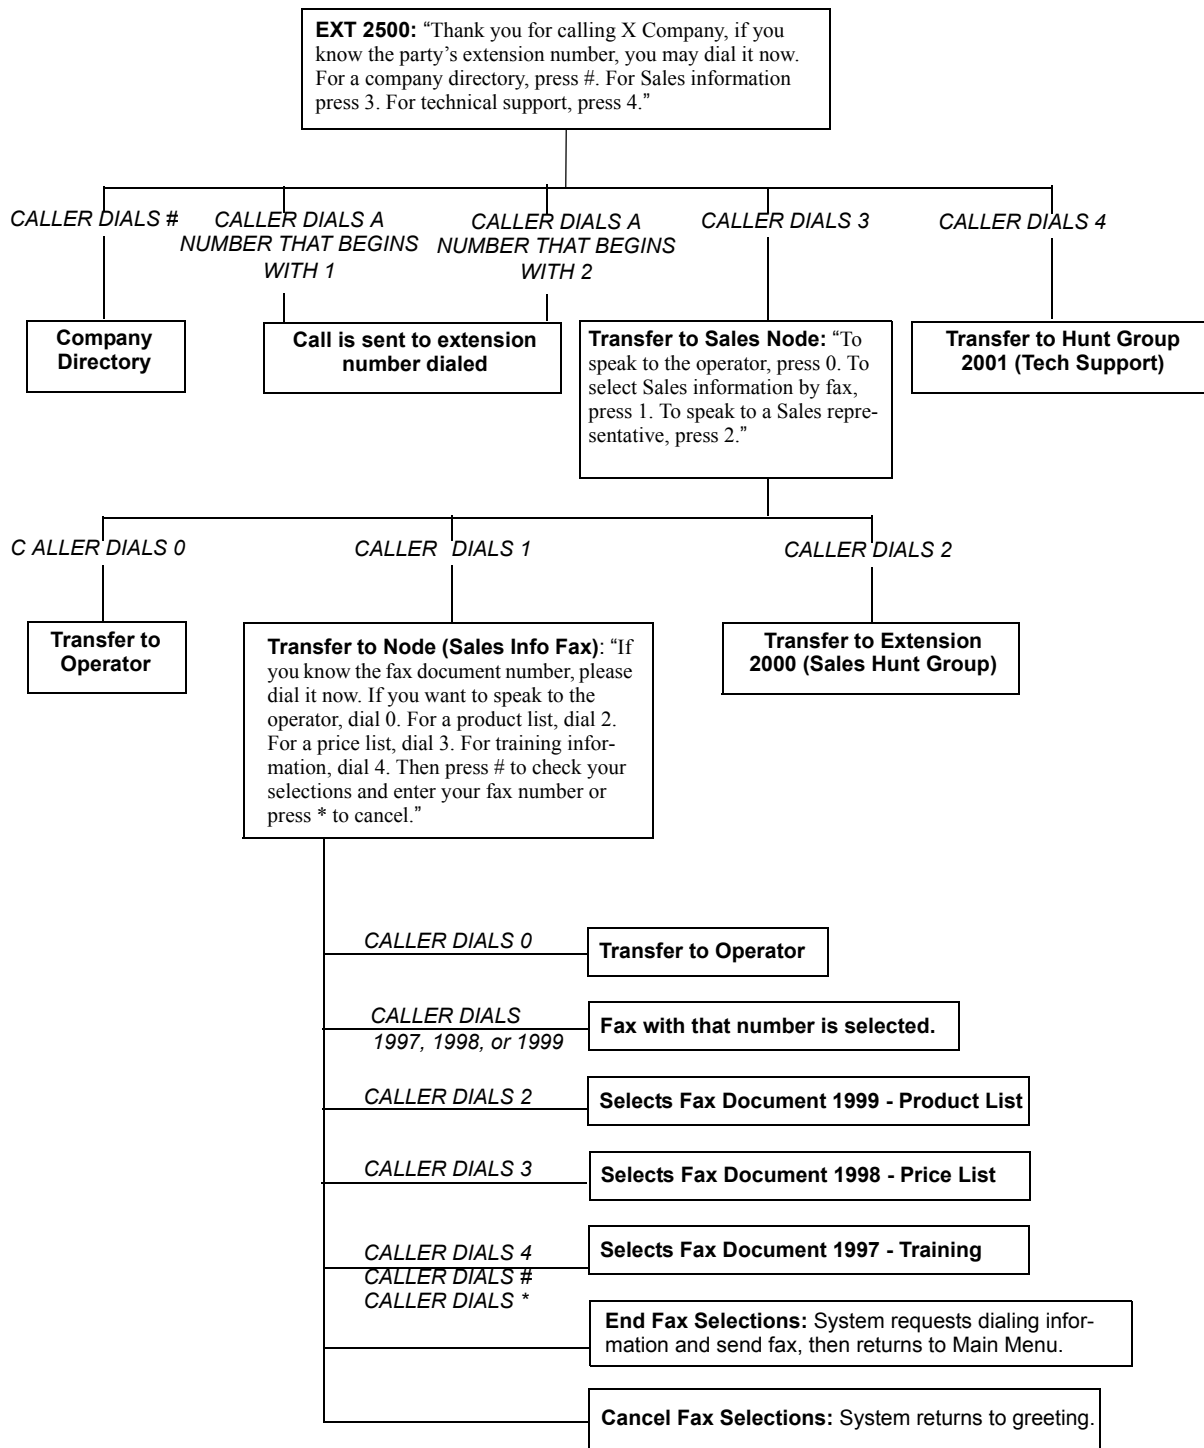 EXT 2500: “Thank you for calling X Company, if you
know the party’s extension number, you may dial it now.
For a company directory, press #. For Sales information
press 3. For technical support, press 4.”
CALLER DIALS #
CALLER DIALS A
NUMBER THAT BEGINS
WITH 1
CALLER DIALS A
NUMBER THAT BEGINS
WITH 2
CALLER DIALS 3
CALLER DIALS 4
Company
Directory
Call is sent to extension
number dialed
Transfer to Sales Node: “To
speak to the operator, press 0. To
select Sales information by fax,
press 1. To speak to a Sales repre-
sentative, press 2.”
Transfer to Hunt Group
2001 (Tech Support)
C ALLER DIALS 0
CALLER DIALS 1
CALLER DIALS 2
Transfer to
Operator
Transfer to Node (Sales Info Fax): “If
you know the fax document number, please
dial it now. If you want to speak to the
operator, dial 0. For a product list, dial 2.
For a price list, dial 3. For training infor-
mation, dial 4. Then press # to check your
selections and enter your fax number or
press * to cancel.”
Transfer to Extension
2000 (Sales Hunt Group)
CALLER DIALS 0
Transfer to Operator
CALLER DIALS
1997, 1998, or 1999
Fax with that number is selected.
CALLER DIALS 2
Selects Fax Document 1999 - Product List
CALLER DIALS 3
Selects Fax Document 1998 - Price List
CALLER DIALS 4
Selects Fax Document 1997 - Training
CALLER DIALS #
CALLER DIALS *
End Fax Selections: System requests dialing infor-
mation and send fax, then returns to Main Menu.
Cancel Fax Selections: System returns to greeting.